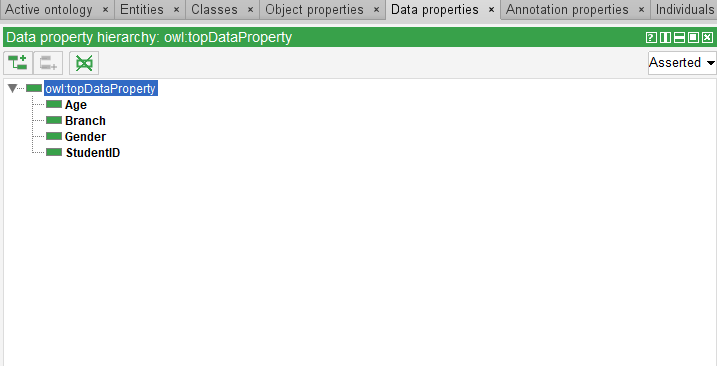 Active ontology × Entities × Classes × Object properties × Data properties × Annotation properties × Individuals
Data property hierarchy: owl:topDataProperty
Asserted
owl:topDataProperty
Age
Branch
Gender
StudentID